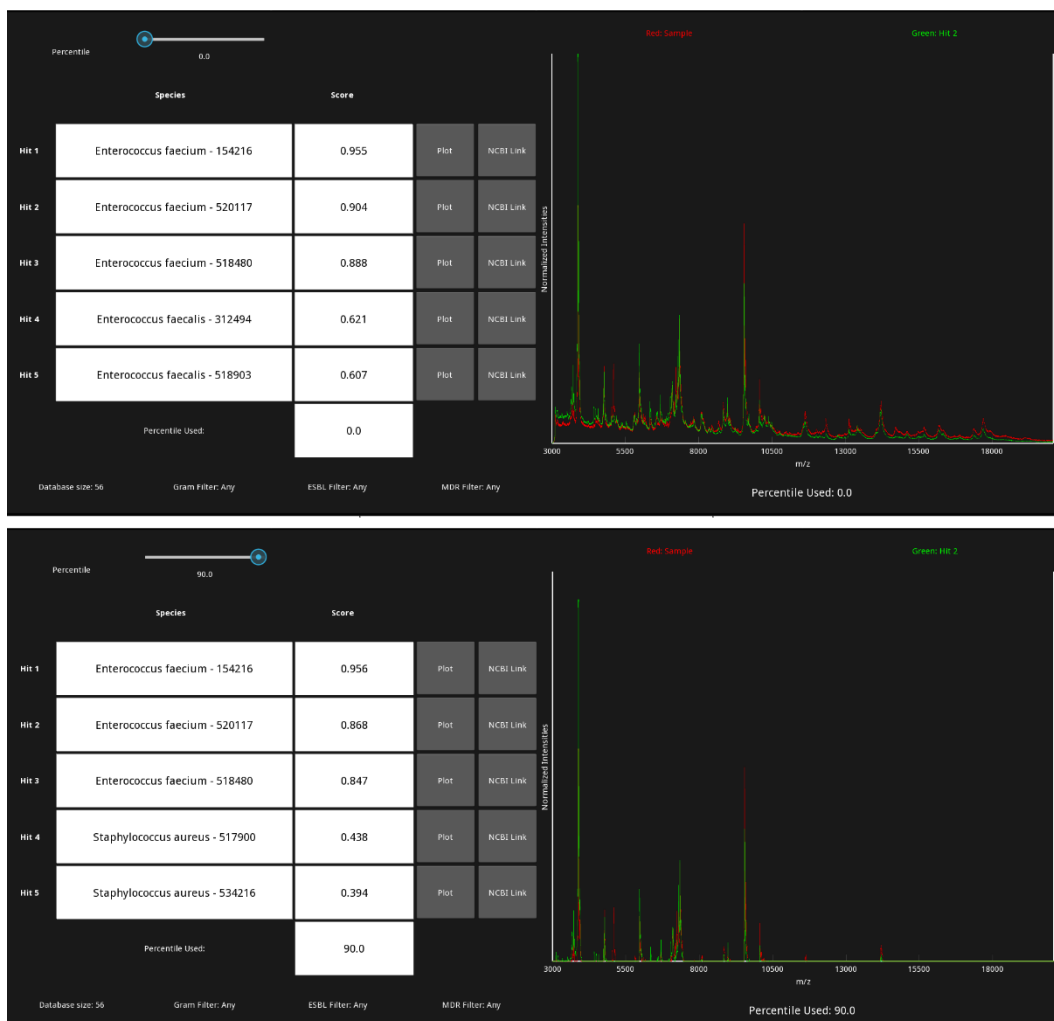 Red: Sample Green: Hit 2
Percentile
0.0
Species Score
Hit 1 Enterococcus faecium - 154216 0.955 Plot NCBI Link
Hit 2 Enterococcus faecium - 520117 0.904 Plot NCBI Link
Hit 3 Enterococcus faecium - 518480 0.888 Plot NCBI Link
Hit 4 Enterococcus faecalis - 312494 0.621 Plot NCBI Link
Hit 5 Enterococcus faecalis - 518903 0.607 Plot NCBI Link
Percentile Used: 0.0
Database size: 56 Gram Filter: Any ESBL Filter: Any MDR Filter: Any
Normalized Intensities
3000 5500 8000 10500 13000 15500 18000
m/z
Percentile Used: 0.0
Red: Sample Green: Hit 2
Percentile
90.0
Species Score
Hit 1 Enterococcus faecium - 154216 0.956 Plot NCBI Link
Hit 2 Enterococcus faecium - 520117 0.868 Plot NCBI Link
Hit 3 Enterococcus faecium - 518480 0.847 Plot NCBI Link
Hit 4 Staphylococcus aureus - 517900 0.438 Plot NCBI Link
Hit 5 Staphylococcus aureus - 534216 0.394 Plot NCBI Link
Percentile Used: 90.0
Database size: 56 Gram Filter: Any ESBL Filter: Any MDR Filter: Any
Normalized Intensities
3000 5500 8000 10500 13000 15500 18000
m/z
Percentile Used: 90.0